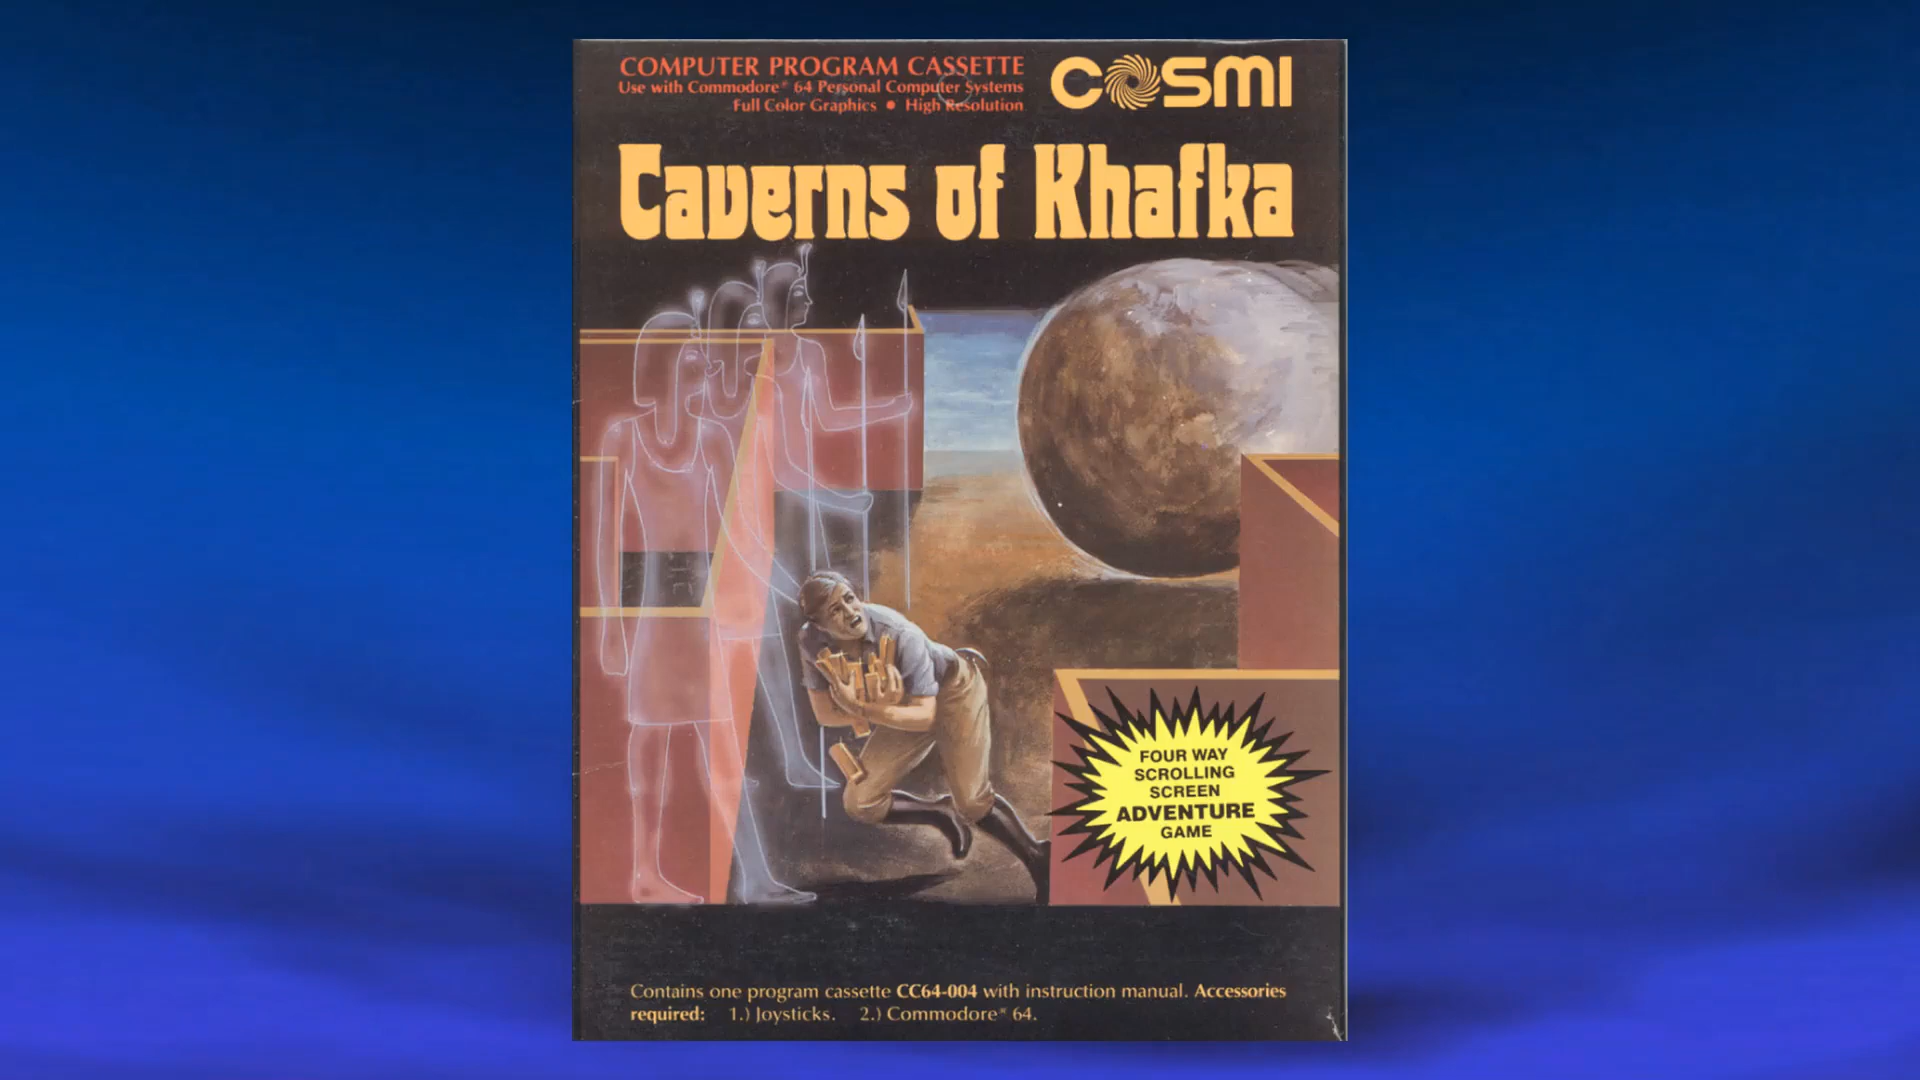 COMPUTER PROGRAM CASSETTE
Use with Commodore® 64 Personal Computer Systems
Full Color Graphics • High Resolution
COSMI
Caverns of Khafka
FOUR WAY
SCROLLING
SCREEN
ADVENTURE
GAME
Contains one program cassette CC64-004 with instruction manual. Accessories
required: 1.) Joysticks. 2.) Commodore® 64.